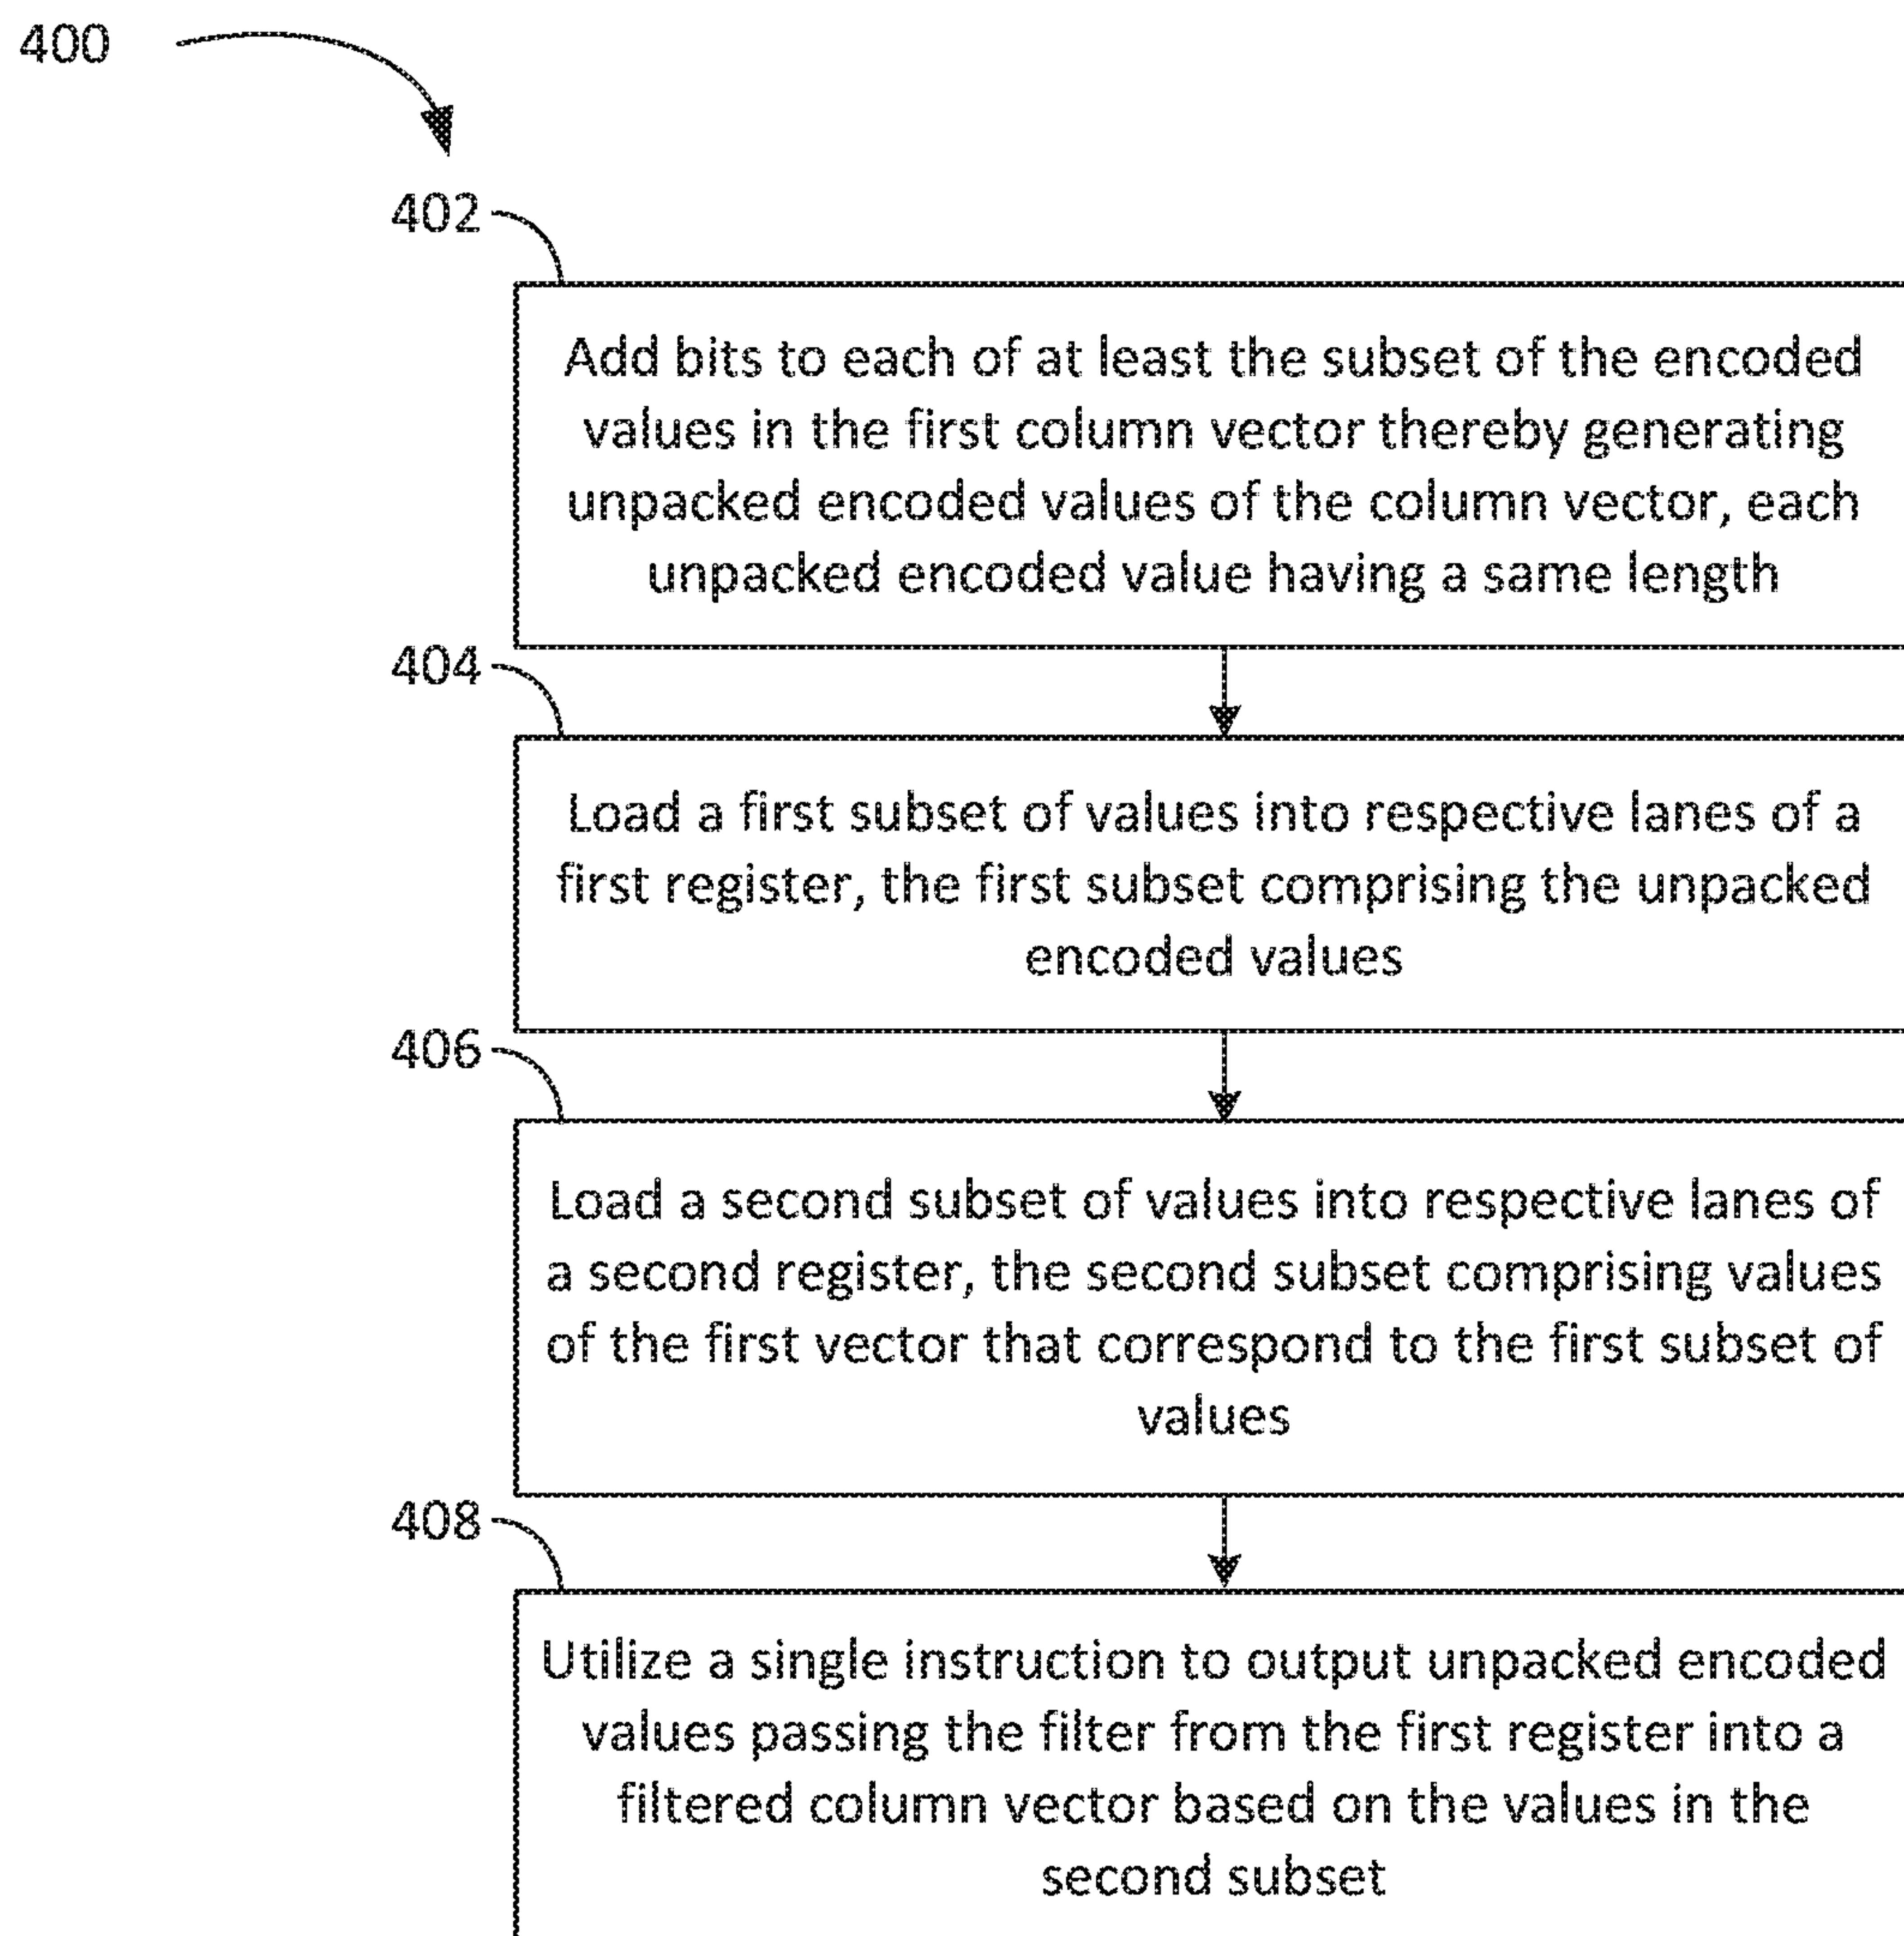 400
402
Add bits to each of at least the subset of the encoded
values in the first column vector thereby generating
unpacked encoded values of the column vector, each
unpacked encoded value having a same length
404
Load a first subset of values into respective lanes of a
first register, the first subset comprising the unpacked
encoded values
406
Load a second subset of values into respective lanes of
a second register, the second subset comprising values
of the first vector that correspond to the first subset of
values
408
Utilize a single instruction to output unpacked encoded
values passing the filter from the first register into a
filtered column vector based on the values in the
second subset